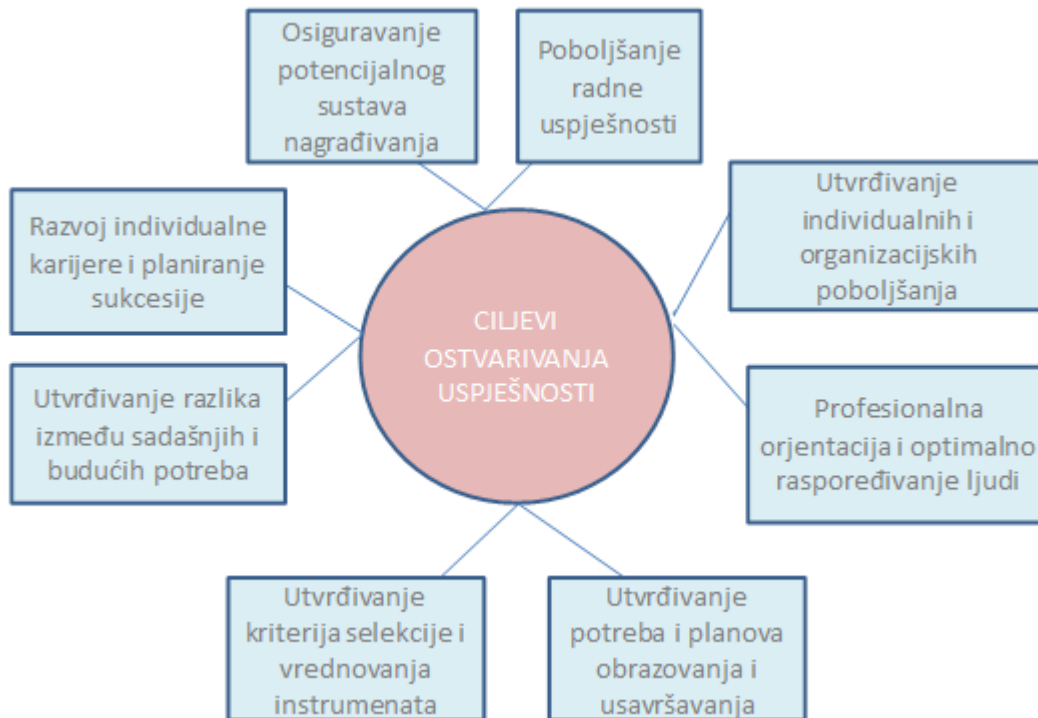 Osiguravanje
potencijalnog
sustava
nagrađivanja
Poboljšanje
radne
uspješnosti
Utvrđivanje
individualnih i
organizacijskih
poboljšanja
Razvoj individualne
karijere i planiranje
sukcesije
CILJEVI
OSTVARIVANJA
USPJEŠNOSTI
Utvrđivanje razlika
između sadašnjih i
budućih potreba
Profesionalna
orjentacija i optimalno
raspoređivanje ljudi
Utvrđivanje
kriterija selekcije i
vrednovanja
instrumenata
Utvrđivanje
potreba i planova
obrazovanja i
usavršavanja